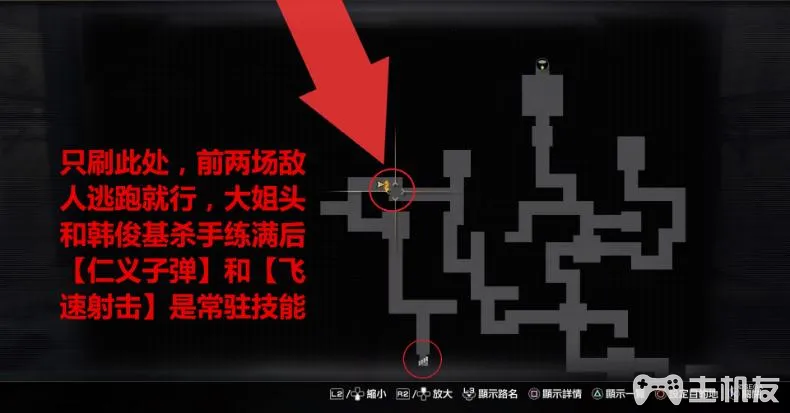 只刷此处，前两场敌
人逃跑就行，大姐头
和韩俊基杀手练满后
【仁义子弹】和【飞
速射击】是常驻技能
L2/縮小 R2/放大 L3 顯示路名 顯示詳情 顯示一覽
主机友